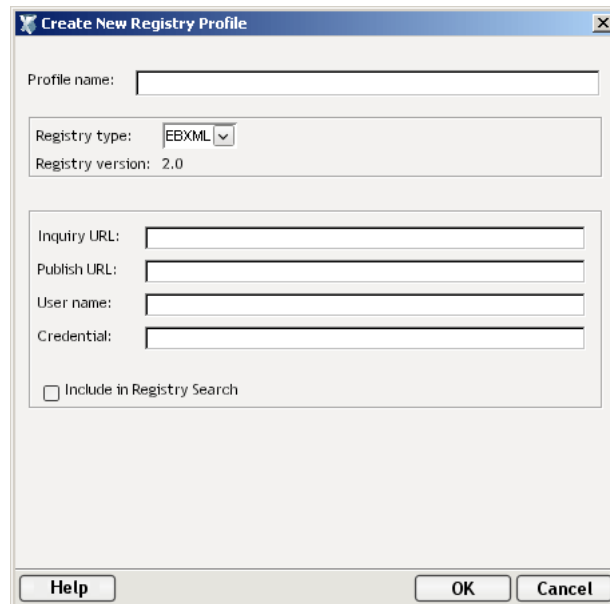 Create New Registry Profile
Profile name:
Registry type: EBXML
Registry version: 2.0
Inquiry URL:
Publish URL:
User name:
Credential:
Include in Registry Search
Help OK Cancel